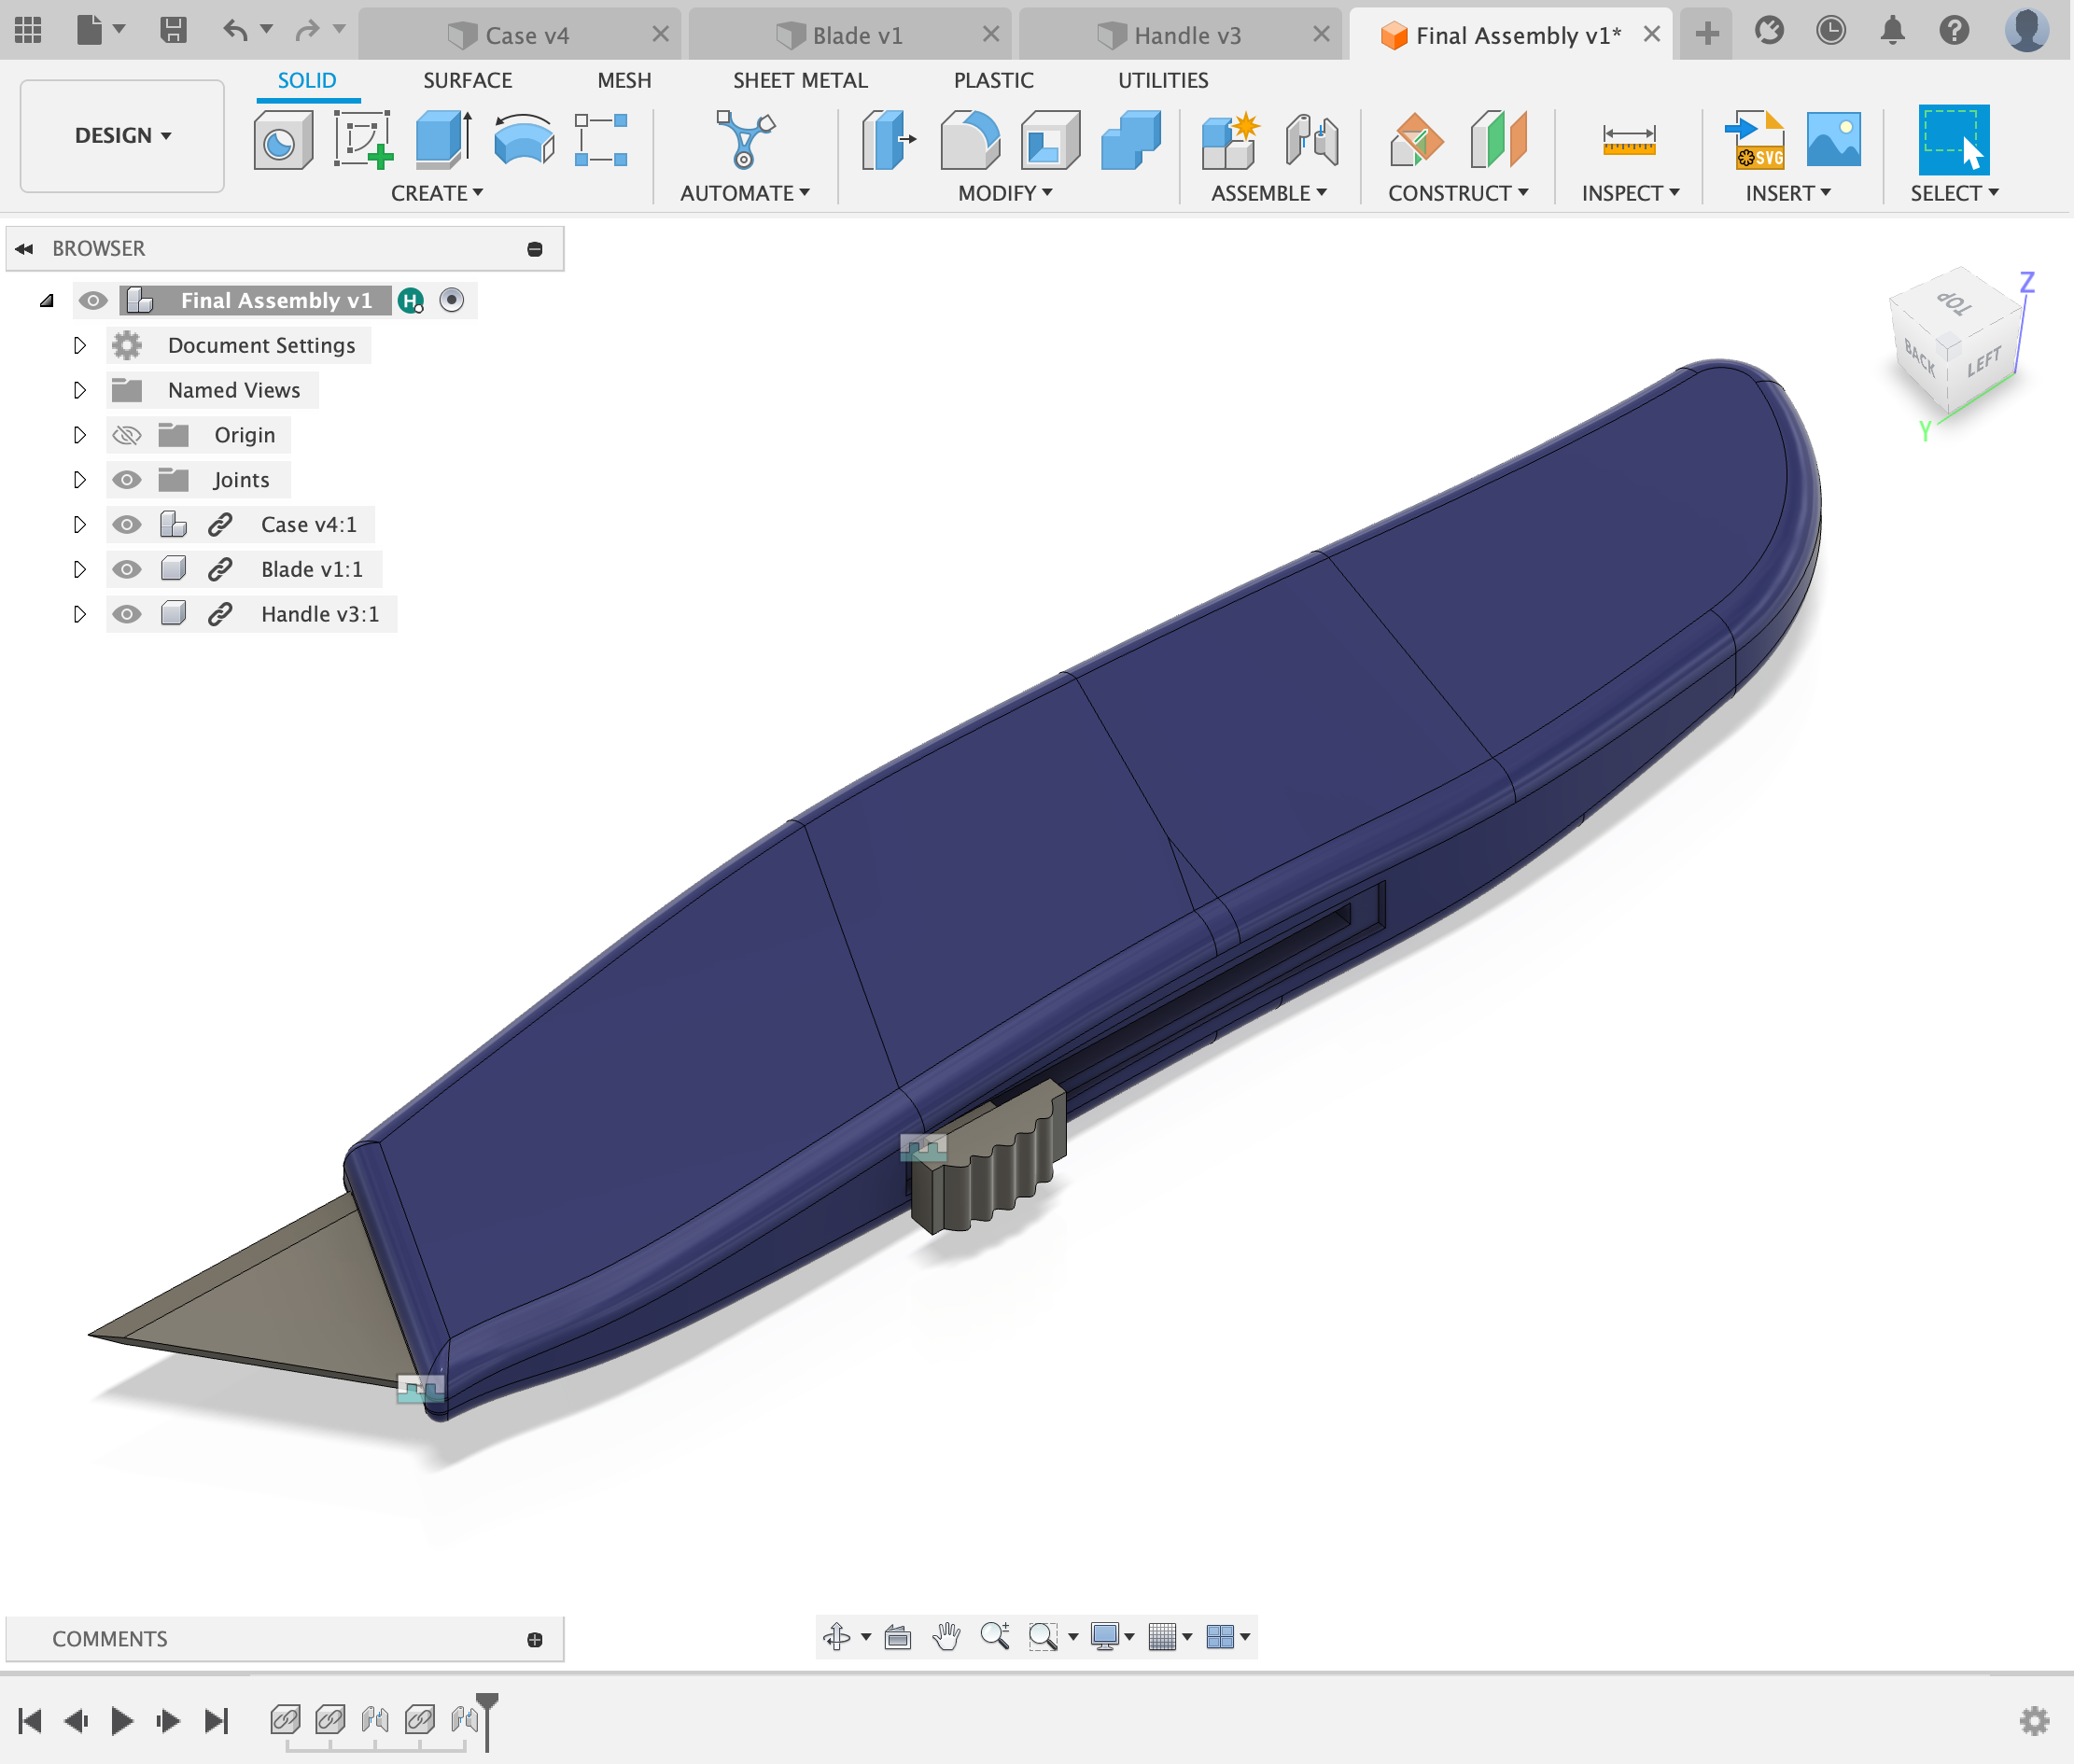 Case v4
Blade v1
Handle v3
Final Assembly v1*
SOLID
SURFACE
MESH
SHEET METAL
PLASTIC
UTILITIES
DESIGN
CREATE
AUTOMATE
MODIFY
ASSEMBLE
CONSTRUCT
INSPECT
SVG
INSERT
SELECT
BROWSER
Final Assembly v1
H
Document Settings
Named Views
Origin
Joints
Case v4:1
Blade v1:1
Handle v3:1
TOP
BACK
LEFT
Z
Y
COMMENTS